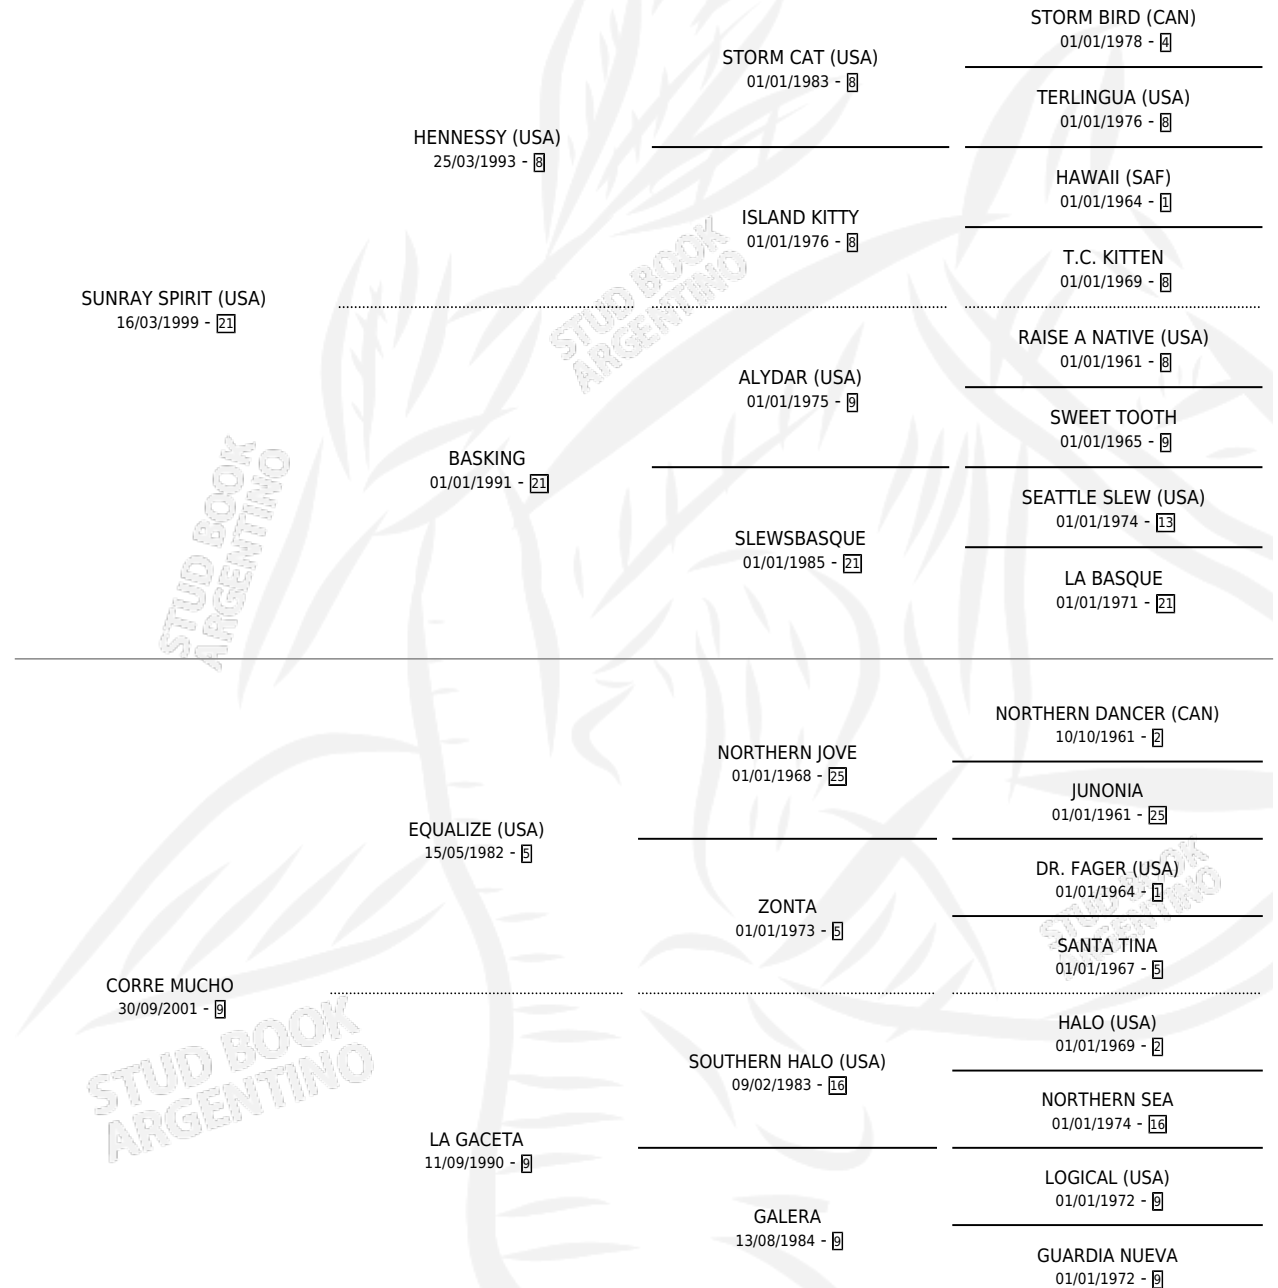 STORM BIRD (CAN)
01/01/1978 - 4
STORM CAT (USA)
01/01/1983 - 8
TERLINGUA (USA)
01/01/1976 - 8
HENNESSY (USA)
25/03/1993 - 8
HAWAII (SAF)
01/01/1964 - 1
ISLAND KITTY
01/01/1976 - 8
T.C. KITTEN
01/01/1969 - 8
SUNRAY SPIRIT (USA)
16/03/1999 - 21
RAISE A NATIVE (USA)
01/01/1961 - 8
ALYDAR (USA)
01/01/1975 - 9
SWEET TOOTH
01/01/1965 - 9
BASKING
01/01/1991 - 21
SEATTLE SLEW (USA)
01/01/1974 - 13
SLEWSBASQUE
01/01/1985 - 21
LA BASQUE
01/01/1971 - 21
NORTHERN DANCER (CAN)
10/10/1961 - 2
NORTHERN JOVE
01/01/1968 - 25
JUNONIA
01/01/1961 - 25
EQUALIZE (USA)
15/05/1982 - 5
DR. FAGER (USA)
01/01/1964 - 1
ZONTA
01/01/1973 - 5
SANTA TINA
01/01/1967 - 5
CORRE MUCHO
30/09/2001 - 9
HALO (USA)
01/01/1969 - 2
SOUTHERN HALO (USA)
09/02/1983 - 16
NORTHERN SEA
01/01/1974 - 16
LA GACETA
11/09/1990 - 9
LOGICAL (USA)
01/01/1972 - 9
GALERA
13/08/1984 - 9
GUARDIA NUEVA
01/01/1972 - 9
STUD BOOK
ARGENTINO
STUD BOOK
ARGENTINO
STUD BOOK
ARGENTINO
STUD BOOK
ARGENTINO